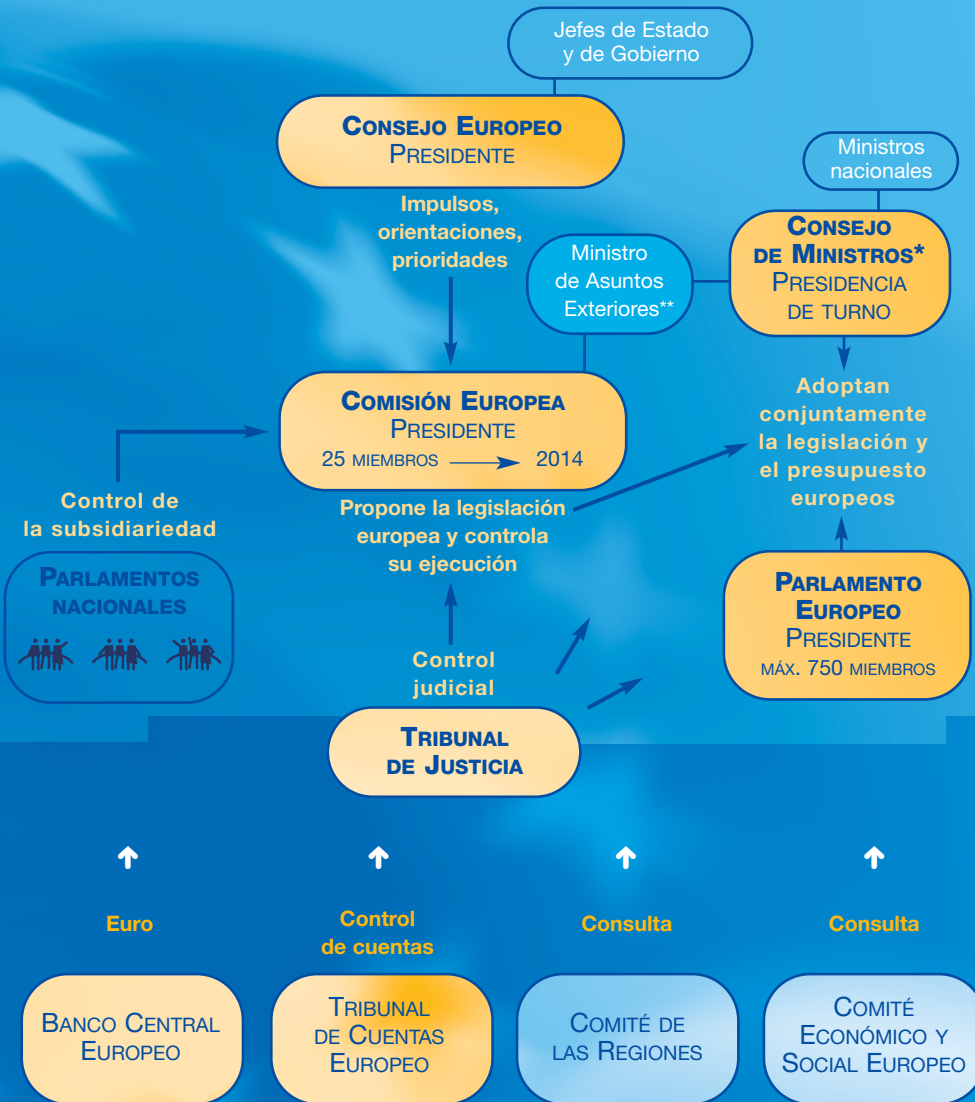 Jefes de Estado
y de Gobierno
CONSEJO EUROPEO
PRESIDENTE
Ministros
nacionales
Impulsos,
orientaciones,
prioridades
CONSEJO
DE MINISTROS*
PRESIDENCIA
DE TURNO
Ministro
de Asuntos
Exteriores**
COMISIÓN EUROPEA
PRESIDENTE
25 MIEMBROS 2014
Adoptan
conjuntamente
la legislación y
el presupuesto
europeos
Control de
la subsidiariedad
Propone la legislación
europea y controla
su ejecución
PARLAMENTOS
NACIONALES
PARLAMENTO
EUROPEO
PRESIDENTE
MÁX. 750 MIEMBROS
Control
judicial
TRIBUNAL
DE JUSTICIA
Euro
Control
de cuentas
Consulta
Consulta
BANCO CENTRAL
EUROPEO
TRIBUNAL
DE CUENTAS
EUROPEO
COMITÉ DE
LAS REGIONES
COMITÉ
ECONÓMICO Y
SOCIAL EUROPEO